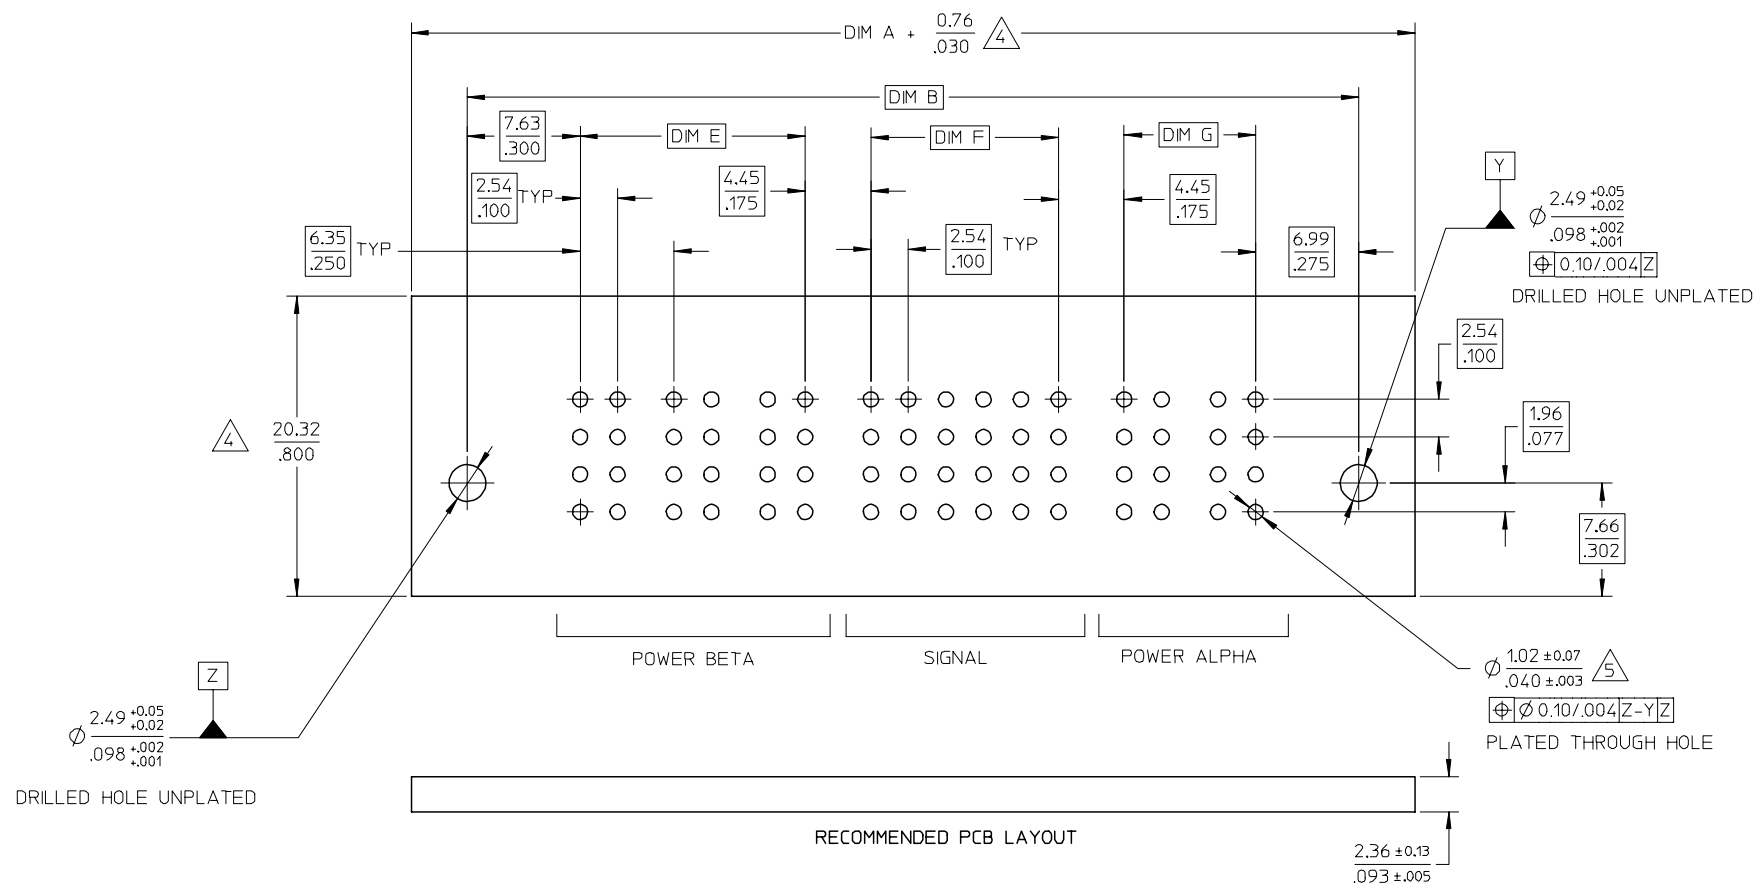 DIM A + 0.76
.030 4
DIM B
7.63
.300
DIM E
DIM F
DIM G
2.54
.100 TYP
4.45
.175
4.45
.175
6.35
.250 TYP
2.54
.100 TYP
6.99
.275
Y
Ø 2.49 +0.05
+0.02
.098 +.002
+.001
⌖ 0.10/.004 Z
DRILLED HOLE UNPLATED
2.54
.100
1.96
.077
4 20.32
.800
7.66
.302
POWER BETA
SIGNAL
POWER ALPHA
Z
Ø 1.02 ±0.07
.040 ±.003 5
⌖ Ø 0.10/.004 Z-Y Z
PLATED THROUGH HOLE
Ø 2.49 +0.05
+0.02
.098 +.002
+.001
DRILLED HOLE UNPLATED
RECOMMENDED PCB LAYOUT
2.36 ±0.13
.093 ±.005